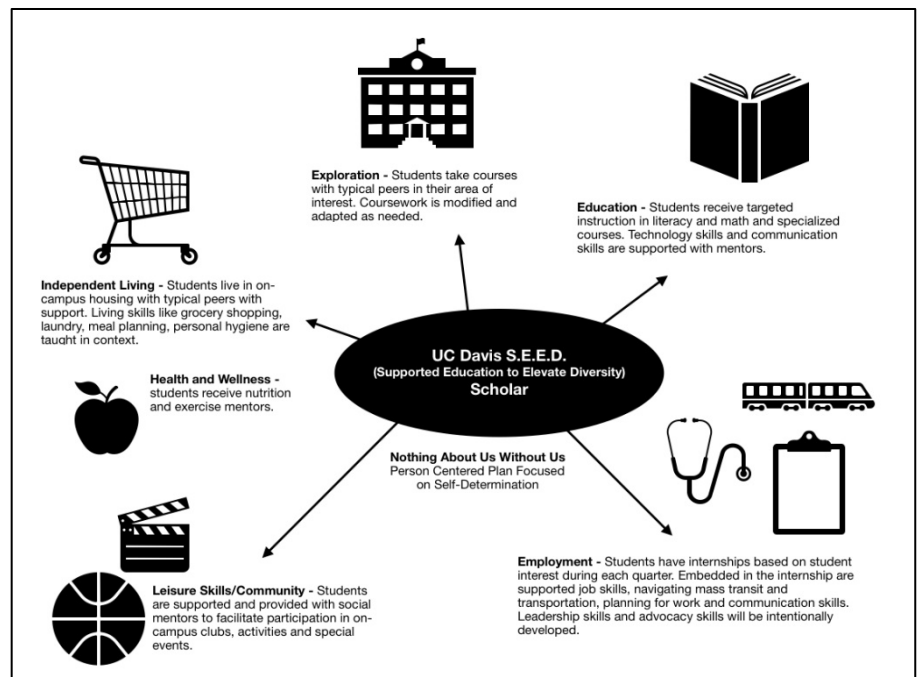 Exploration - Students take courses
with typical peers in their area of
interest. Coursework is modified and
adapted as needed.
Education - Students receive targeted
instruction in literacy and math and specialized
courses. Technology skills and communication
skills are supported with mentors.
Independent Living - Students live in on-
campus housing with typical peers with
support. Living skills like grocery shopping,
laundry, meal planning, personal hygiene are
taught in context.
UC Davis S.E.E.D.
(Supported Education to Elevate Diversity)
Scholar
Health and Wellness -
students receive nutrition
and exercise mentors.
Nothing About Us Without Us
Person Centered Plan Focused
on Self-Determination
Leisure Skills/Community - Students
are supported and provided with social
mentors to facilitate participation in on-
campus clubs, activities and special
events.
Employment - Students have internships based on student
interest during each quarter. Embedded in the internship are
supported job skills, navigating mass transit and
transportation, planning for work and communication skills.
Leadership skills and advocacy skills will be intentionally
developed.